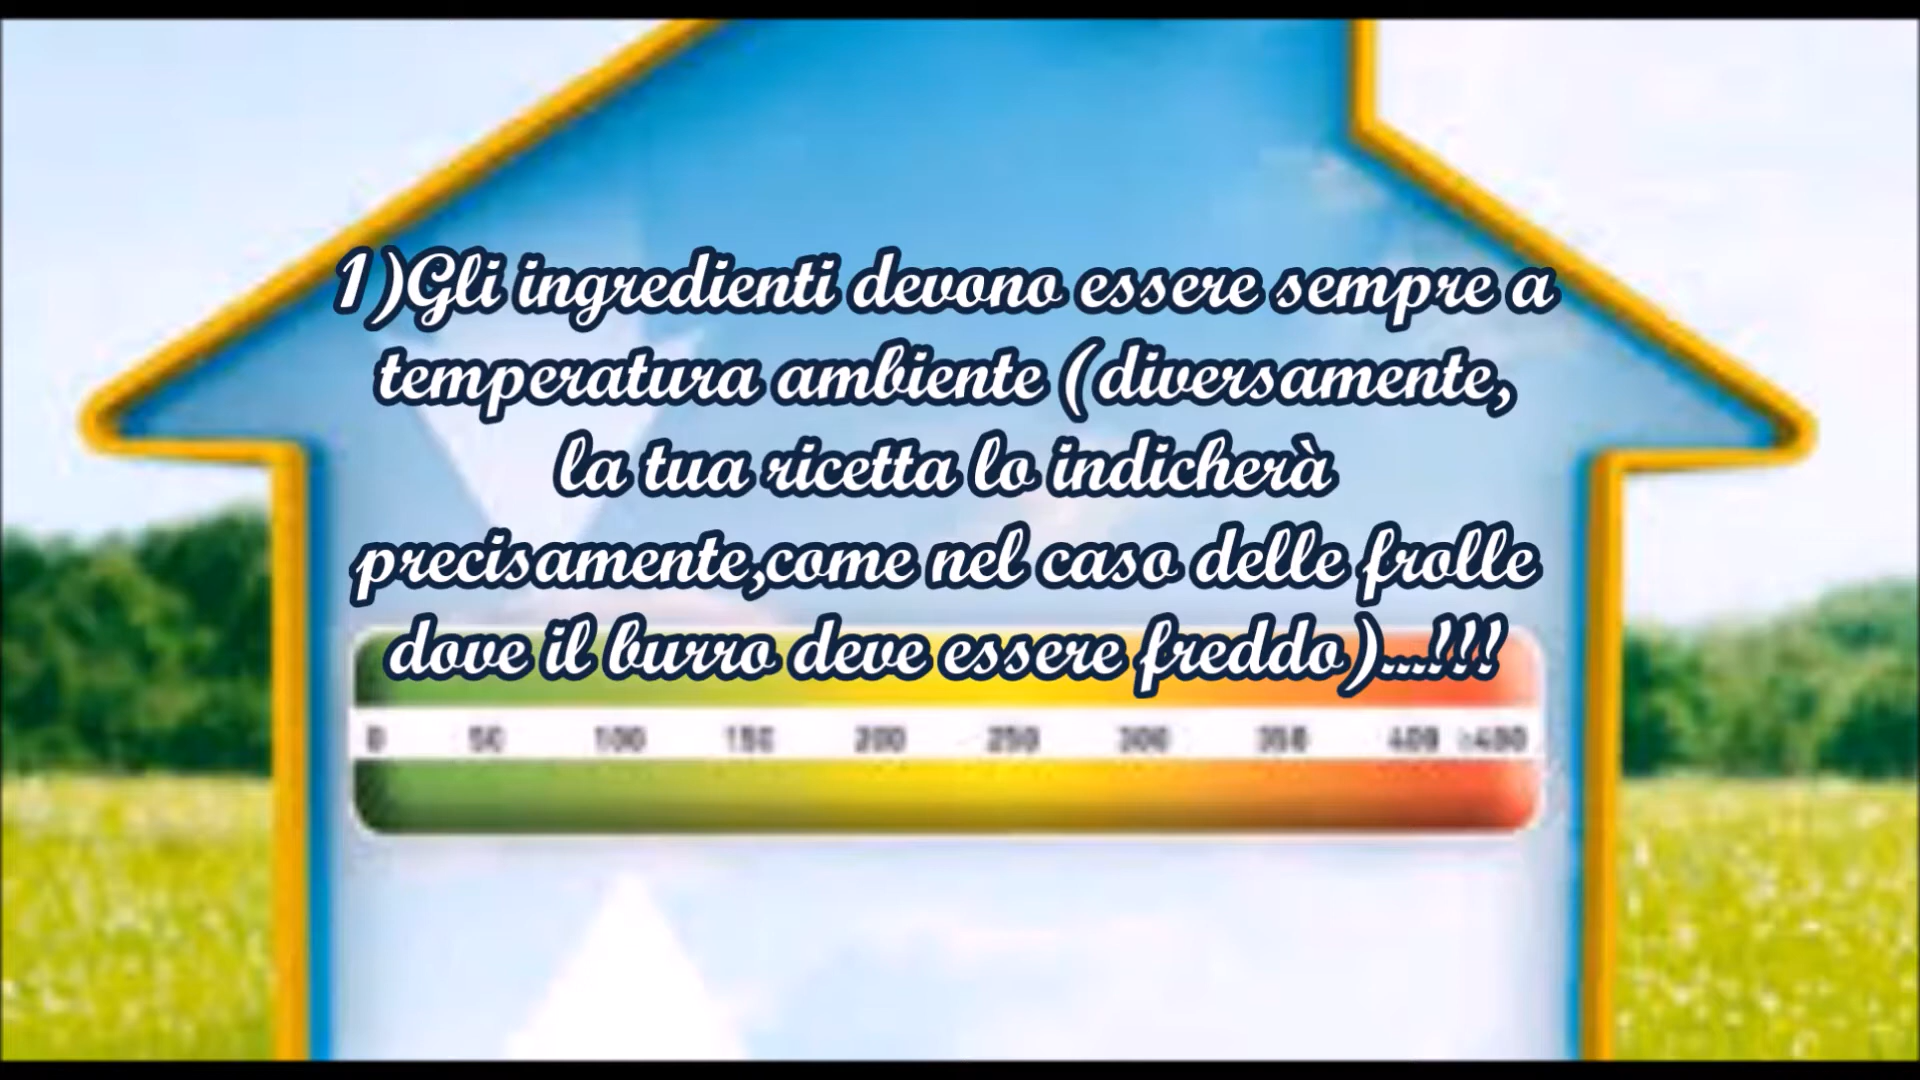 1)Gli ingredienti devono essere sempre a
temperatura ambiente (diversamente,
la tua ricetta lo indicherà
precisamente,come nel caso delle frolle
dove il burro deve essere freddo)...!!!
0 50 100 150 200 250 300 350 400 >400